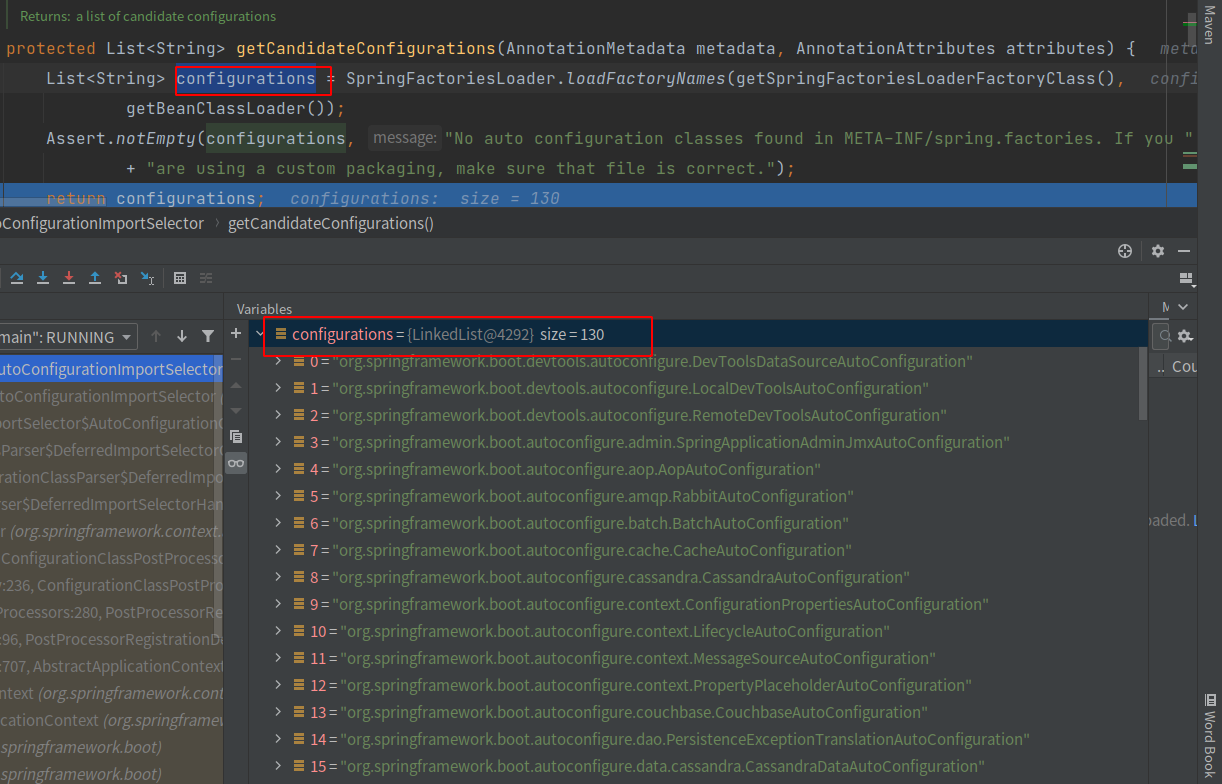 Returns: a list of candidate configurations
protected List<String> getCandidateConfigurations(AnnotationMetadata metadata, AnnotationAttributes attributes) { meta
List<String> configurations = SpringFactoriesLoader.loadFactoryNames(getSpringFactoriesLoaderFactoryClass(), confi
getBeanClassLoader());
Assert.notEmpty(configurations, message: "No auto configuration classes found in META-INF/spring.factories. If you "
+ "are using a custom packaging, make sure that file is correct.");
return configurations; configurations: size = 130
oConfigurationImportSelector › getCandidateConfigurations()
Variables
main": RUNNING
configurations = {LinkedList@4292} size = 130
0 = "org.springframework.boot.devtools.autoconfigure.DevToolsDataSourceAutoConfiguration"
1 = "org.springframework.boot.devtools.autoconfigure.LocalDevToolsAutoConfiguration"
2 = "org.springframework.boot.devtools.autoconfigure.RemoteDevToolsAutoConfiguration"
3 = "org.springframework.boot.autoconfigure.admin.SpringApplicationAdminJmxAutoConfiguration"
4 = "org.springframework.boot.autoconfigure.aop.AopAutoConfiguration"
5 = "org.springframework.boot.autoconfigure.amqp.RabbitAutoConfiguration"
6 = "org.springframework.boot.autoconfigure.batch.BatchAutoConfiguration"
7 = "org.springframework.boot.autoconfigure.cache.CacheAutoConfiguration"
8 = "org.springframework.boot.autoconfigure.cassandra.CassandraAutoConfiguration"
9 = "org.springframework.boot.autoconfigure.context.ConfigurationPropertiesAutoConfiguration"
10 = "org.springframework.boot.autoconfigure.context.LifecycleAutoConfiguration"
11 = "org.springframework.boot.autoconfigure.context.MessageSourceAutoConfiguration"
12 = "org.springframework.boot.autoconfigure.context.PropertyPlaceholderAutoConfiguration"
13 = "org.springframework.boot.autoconfigure.couchbase.CouchbaseAutoConfiguration"
14 = "org.springframework.boot.autoconfigure.dao.PersistenceExceptionTranslationAutoConfiguration"
15 = "org.springframework.boot.autoconfigure.data.cassandra.CassandraDataAutoConfiguration"
utoConfigurationImportSelector
toConfigurationImportSelector (
portSelector$AutoConfiguration
sParser$DeferredImportSelector
rationClassParser$DeferredImpo
rser$DeferredImportSelectorHan
r (org.springframework.context.
ConfigurationClassPostProcesso
:236, ConfigurationClassPostPro
Processors:280, PostProcessorRe
:96, PostProcessorRegistrationDe
:707, AbstractApplicationContext
ntext (org.springframework.cont
icationContext (org.springframew
springframework.boot)
springframework.boot)
M
.. Cou
oaded. L
Maven
Word Book